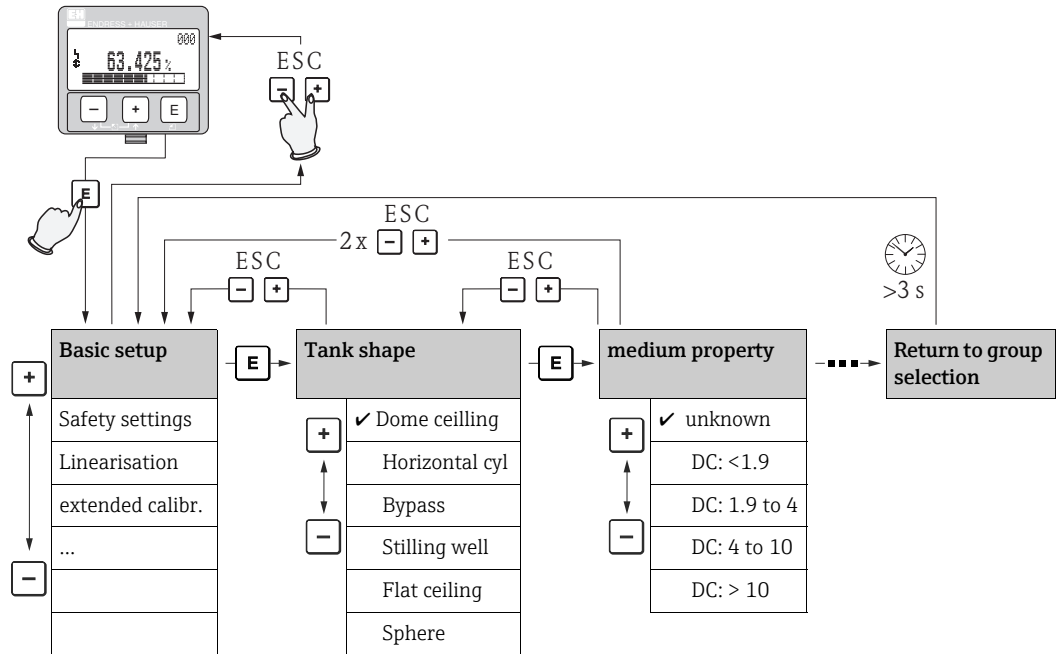 ENDRESS + HAUSER
000
63.425 %
- + E
ESC
- +
E
ESC
2 x - +
ESC
- +
ESC
- +
>3 s
Basic setup
E
Tank shape
E
medium property
Return to group
selection
+
Safety settings
Linearisation
extended calibr.
...
-
+
✔ Dome ceilling
Horizontal cyl
Bypass
Stilling well
Flat ceiling
Sphere
-
+
✔ unknown
DC: <1.9
DC: 1.9 to 4
DC: 4 to 10
DC: > 10
-